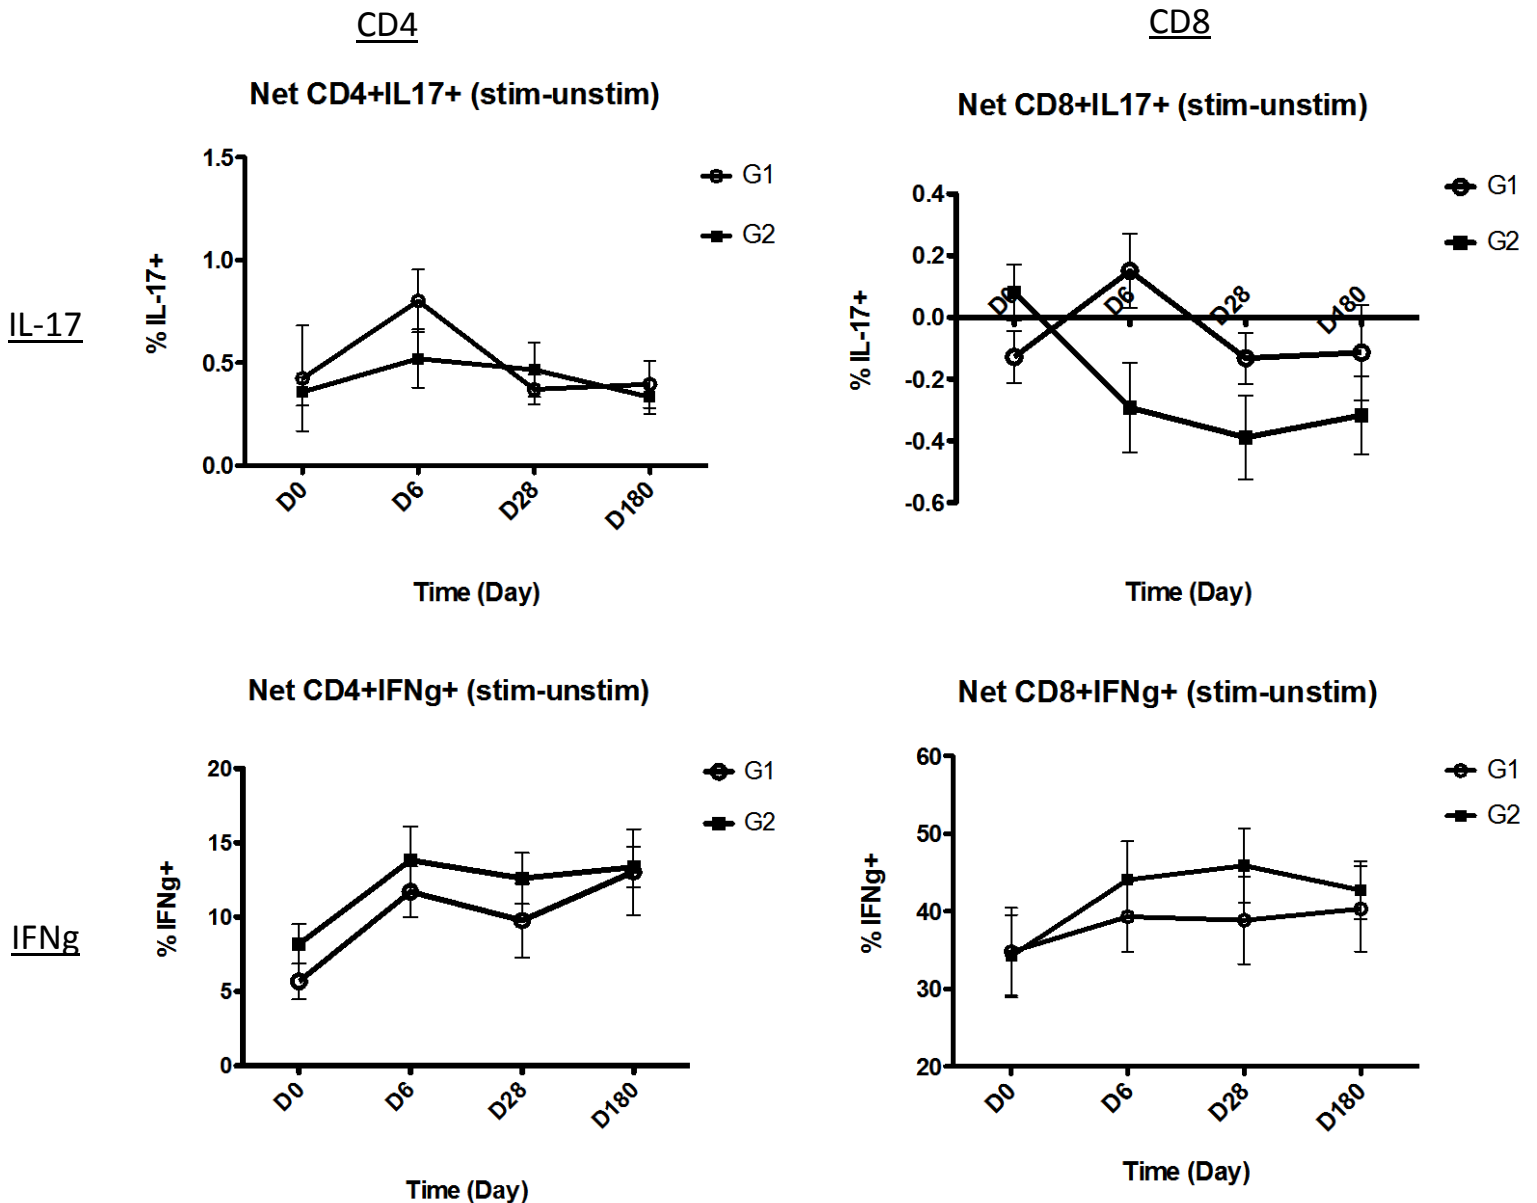 CD4
CD8
Net CD4+IL17+ (stim-unstim)
Net CD8+IL17+ (stim-unstim)
IL-17
% IL-17+
1.5
1.0
0.5
0.0
D0
D6
D28
D180
Time (Day)
G1
G2
% IL-17+
0.4
0.2
0.0
-0.2
-0.4
-0.6
D0
D6
D28
D180
Time (Day)
G1
G2
Net CD4+IFNg+ (stim-unstim)
Net CD8+IFNg+ (stim-unstim)
IFNg
% IFNg+
20
15
10
5
0
D0
D6
D28
D180
Time (Day)
G1
G2
% IFNg+
60
50
40
30
20
D0
D6
D28
D180
Time (Day)
G1
G2